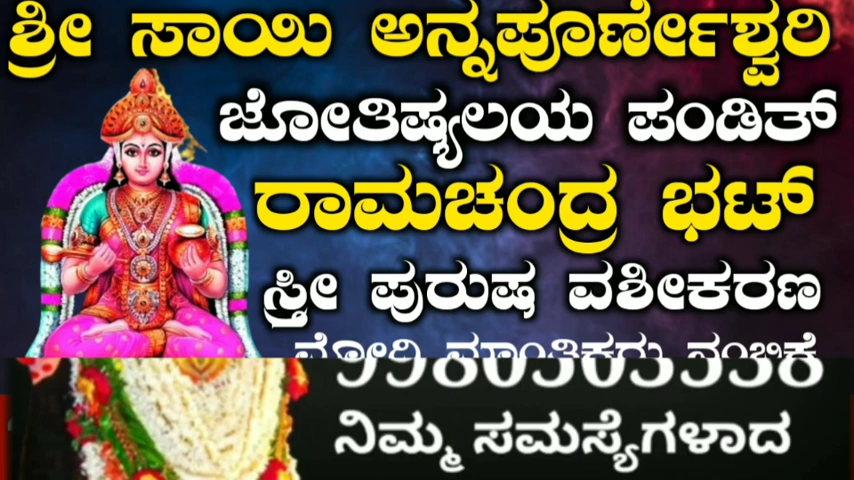 ಶ್ರೀ ಸಾಯಿ ಅನ್ನಪೂರ್ಣೇಶ್ವರಿ
ಜ್ಯೋತಿಷ್ಯಲಯ ಪಂಡಿತ್
ರಾಮಚಂದ್ರ ಭಟ್
ಸ್ತ್ರೀ ಪುರುಷ ವಶೀಕರಣ
ನಿಮ್ಮ ಸಮಸ್ಯೆಗಳಾದ